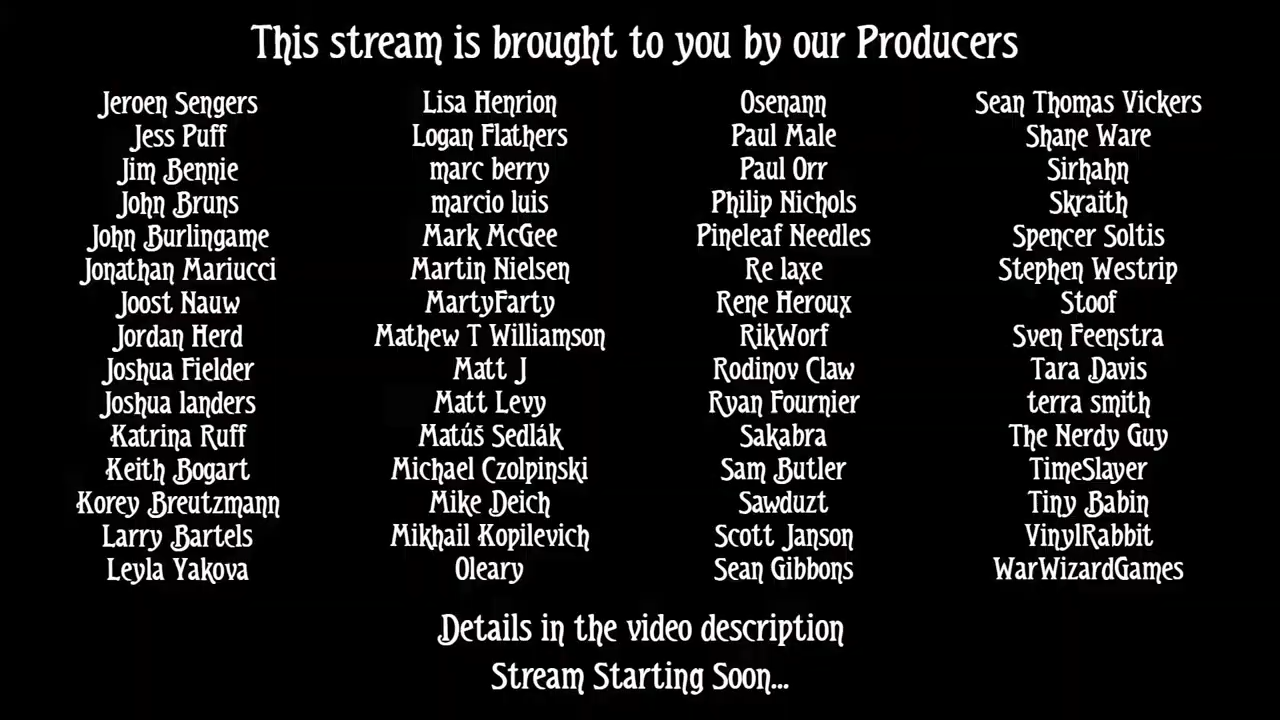 This stream is brought to you by our Producers
Jeroen Sengers
Jess Puff
Jim Bennie
John Bruns
John Burlingame
Jonathan Mariucci
Joost Nauw
Jordan Herd
Joshua Fielder
Joshua landers
Katrina Ruff
Keith Bogart
Korey Breutzmann
Larry Bartels
Leyla Yakova
Lisa Henrion
Logan Flathers
marc berry
marcio luis
Mark McGee
Martin Nielsen
MartyFarty
Mathew T Williamson
Matt J
Matt Levy
Matúš Sedlák
Michael Czolpinski
Mike Deich
Mikhail Kopilevich
Oleary
Osenann
Paul Male
Paul Orr
Philip Nichols
Pineleaf Needles
Re laxe
Rene Heroux
RikWorf
Rodinov Claw
Ryan Fournier
Sakabra
Sam Butler
Sawduzt
Scott Janson
Sean Gibbons
Sean Thomas Vickers
Shane Ware
Sirhahn
Skraith
Spencer Soltis
Stephen Westrip
Stoof
Sven Feenstra
Tara Davis
terra smith
The Nerdy Guy
TimeSlayer
Tiny Babin
VinylRabbit
WarWizardGames
Details in the video description
Stream Starting Soon...